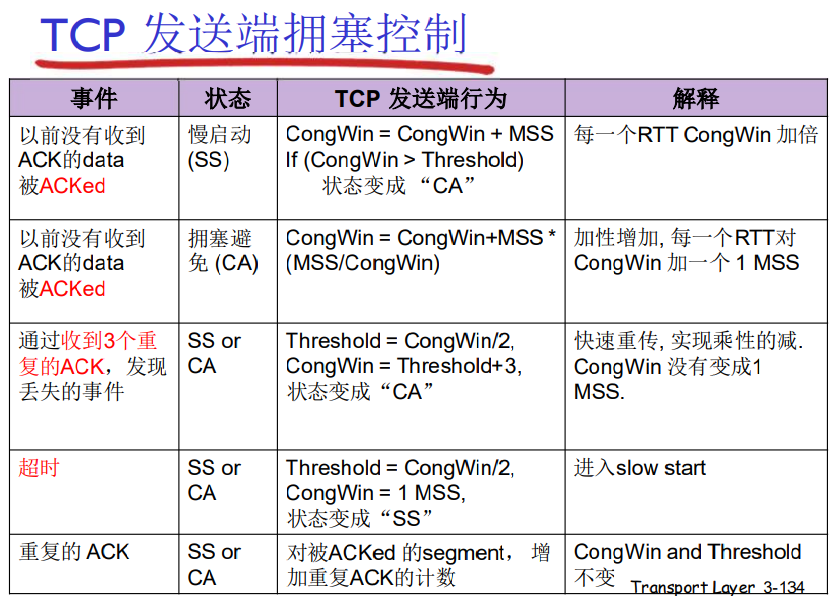 TCP 发送端拥塞控制
事件
状态
TCP 发送端行为
解释
以前没有收到
ACK的data
被ACKed
慢启动
(SS)
CongWin = CongWin + MSS
If (CongWin > Threshold)
状态变成 “CA”
每一个RTT CongWin 加倍
以前没有收到
ACK的data
被ACKed
拥塞避
免 (CA)
CongWin = CongWin+MSS *
(MSS/CongWin)
加性增加, 每一个RTT对
CongWin 加一个 1 MSS
通过收到3个重
复的ACK，发现
丢失的事件
SS or
CA
Threshold = CongWin/2,
CongWin = Threshold+3,
状态变成“CA”
快速重传, 实现乘性的减.
CongWin 没有变成1
MSS.
超时
SS or
CA
Threshold = CongWin/2,
CongWin = 1 MSS,
状态变成“SS”
进入slow start
重复的 ACK
SS or
CA
对被ACKed 的segment， 增
加重复ACK的计数
CongWin and Threshold
不变
Transport Layer 3-134